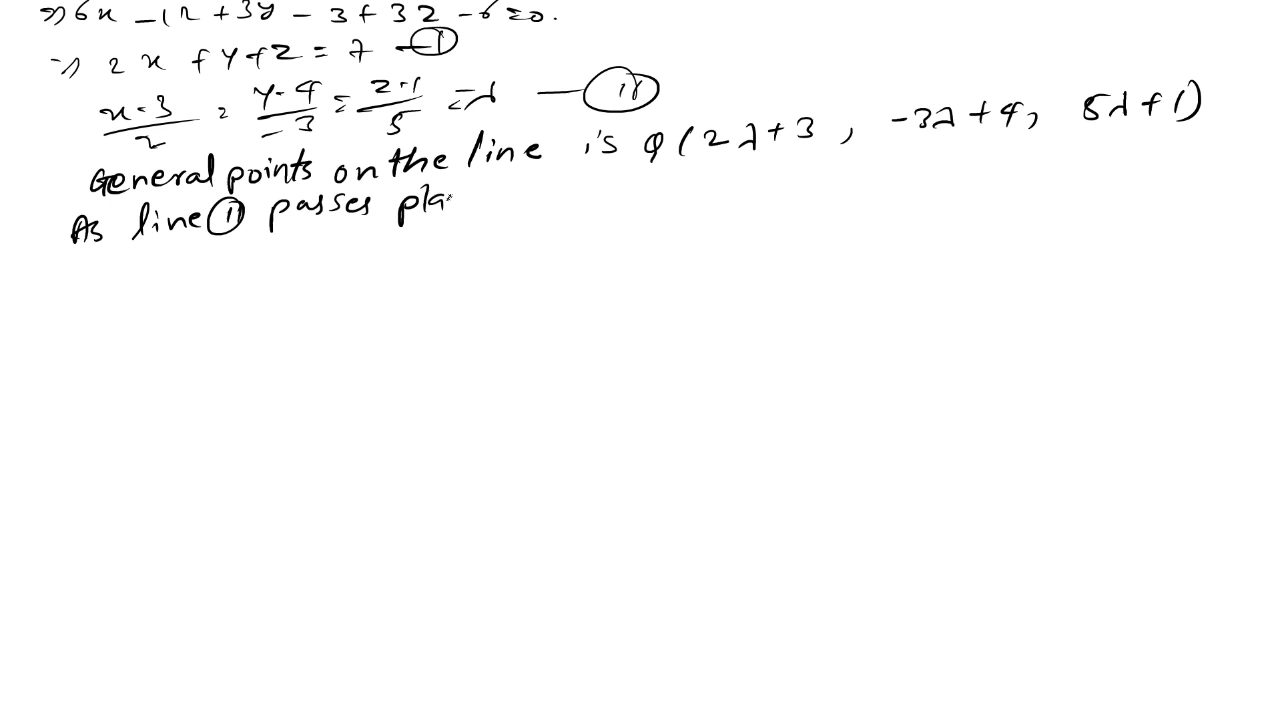 ⇒ 6x - 12 + 3y - 3 + 3z - 6 = 0.
⇒ 2x + y + z = 7 — (I)
(x-3)/2 = (y-4)/-3 = (z-1)/5 = λ — (II)
General points on the line is Q(2λ+3, -3λ+4, 5λ+1)
As line (II) passes pla